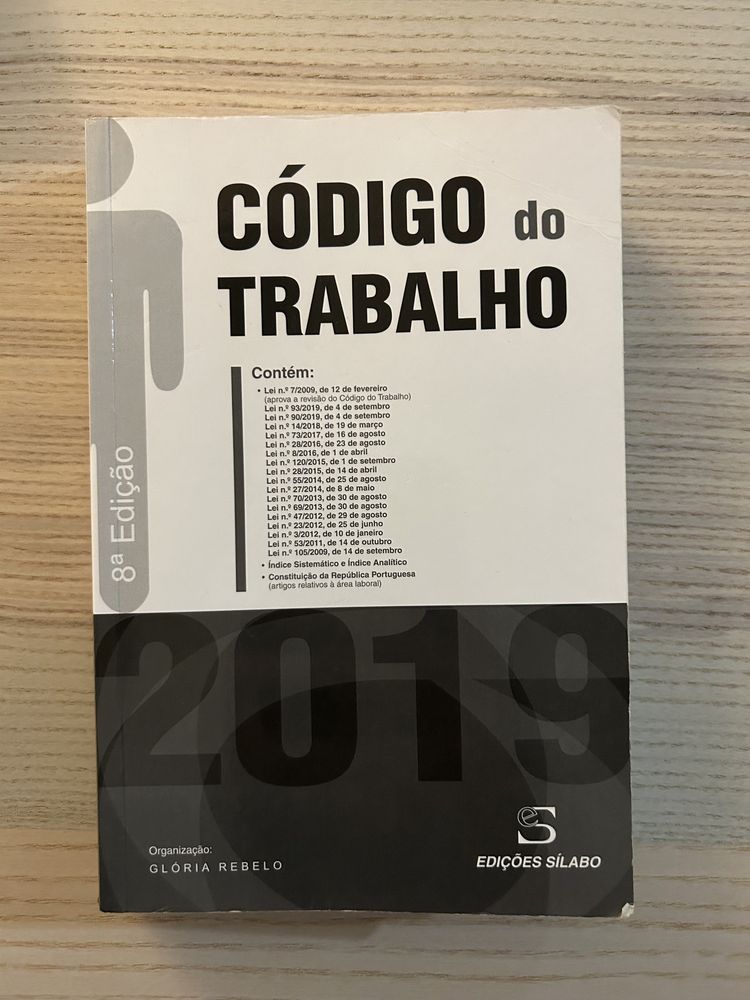 CÓDIGO do
TRABALHO
Contém:
• Lei n.º 7/2009, de 12 de fevereiro
(aprova a revisão do Código do Trabalho)
Lei n.º 93/2019, de 4 de setembro
Lei n.º 90/2019, de 4 de setembro
Lei n.º 14/2018, de 19 de março
Lei n.º 73/2017, de 16 de agosto
Lei n.º 28/2016, de 23 de agosto
Lei n.º 8/2016, de 1 de abril
Lei n.º 120/2015, de 1 de setembro
Lei n.º 28/2015, de 14 de abril
Lei n.º 55/2014, de 25 de agosto
Lei n.º 27/2014, de 8 de maio
Lei n.º 70/2013, de 30 de agosto
Lei n.º 69/2013, de 30 de agosto
Lei n.º 47/2012, de 29 de agosto
Lei n.º 23/2012, de 25 de junho
Lei n.º 3/2012, de 10 de janeiro
Lei n.º 53/2011, de 14 de outubro
Lei n.º 105/2009, de 14 de setembro
• Índice Sistemático e Índice Analítico
• Constituição da República Portuguesa
(artigos relativos à área laboral)
8ª Edição
2019
Organização:
GLÓRIA REBELO
eS
EDIÇÕES SÍLABO